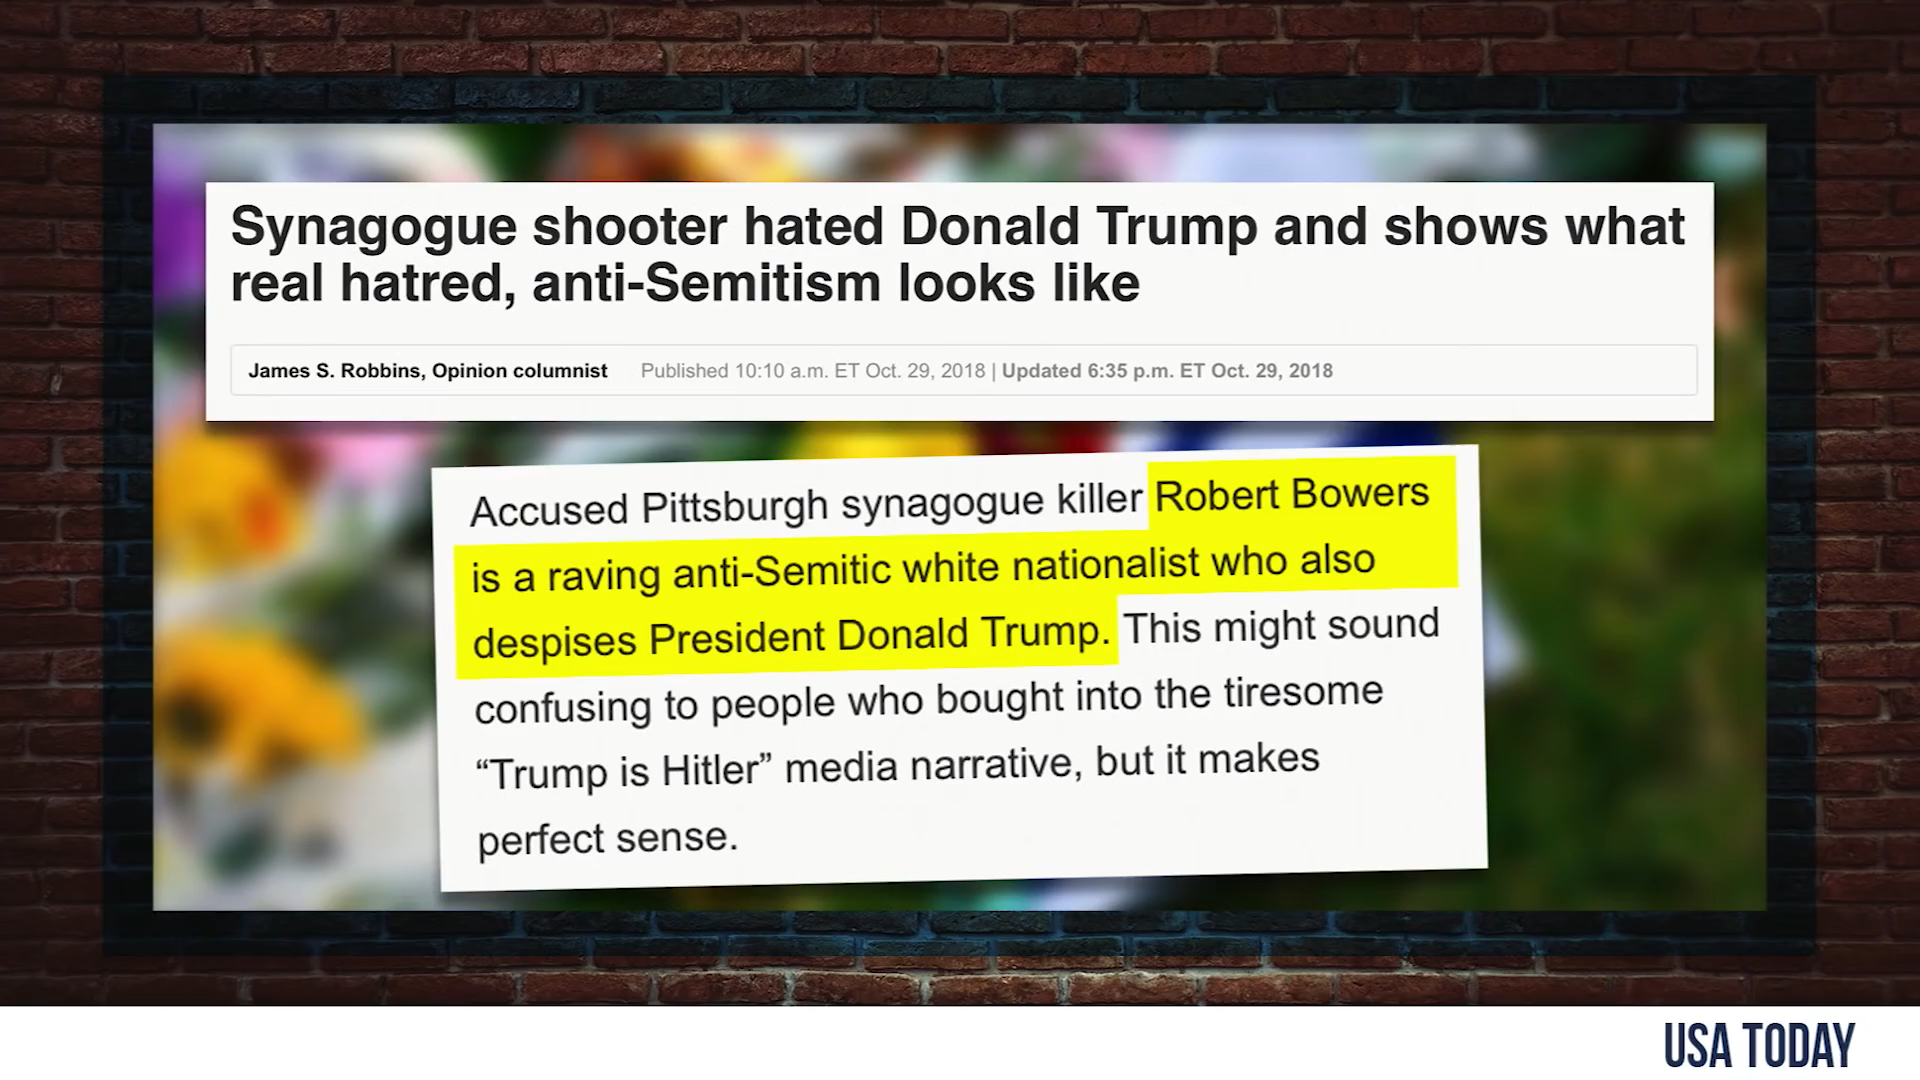 Synagogue shooter hated Donald Trump and shows what
real hatred, anti-Semitism looks like
James S. Robbins, Opinion columnist Published 10:10 a.m. ET Oct. 29, 2018 | Updated 6:35 p.m. ET Oct. 29, 2018
Accused Pittsburgh synagogue killer Robert Bowers
is a raving anti-Semitic white nationalist who also
despises President Donald Trump. This might sound
confusing to people who bought into the tiresome
“Trump is Hitler” media narrative, but it makes
perfect sense.
USA TODAY